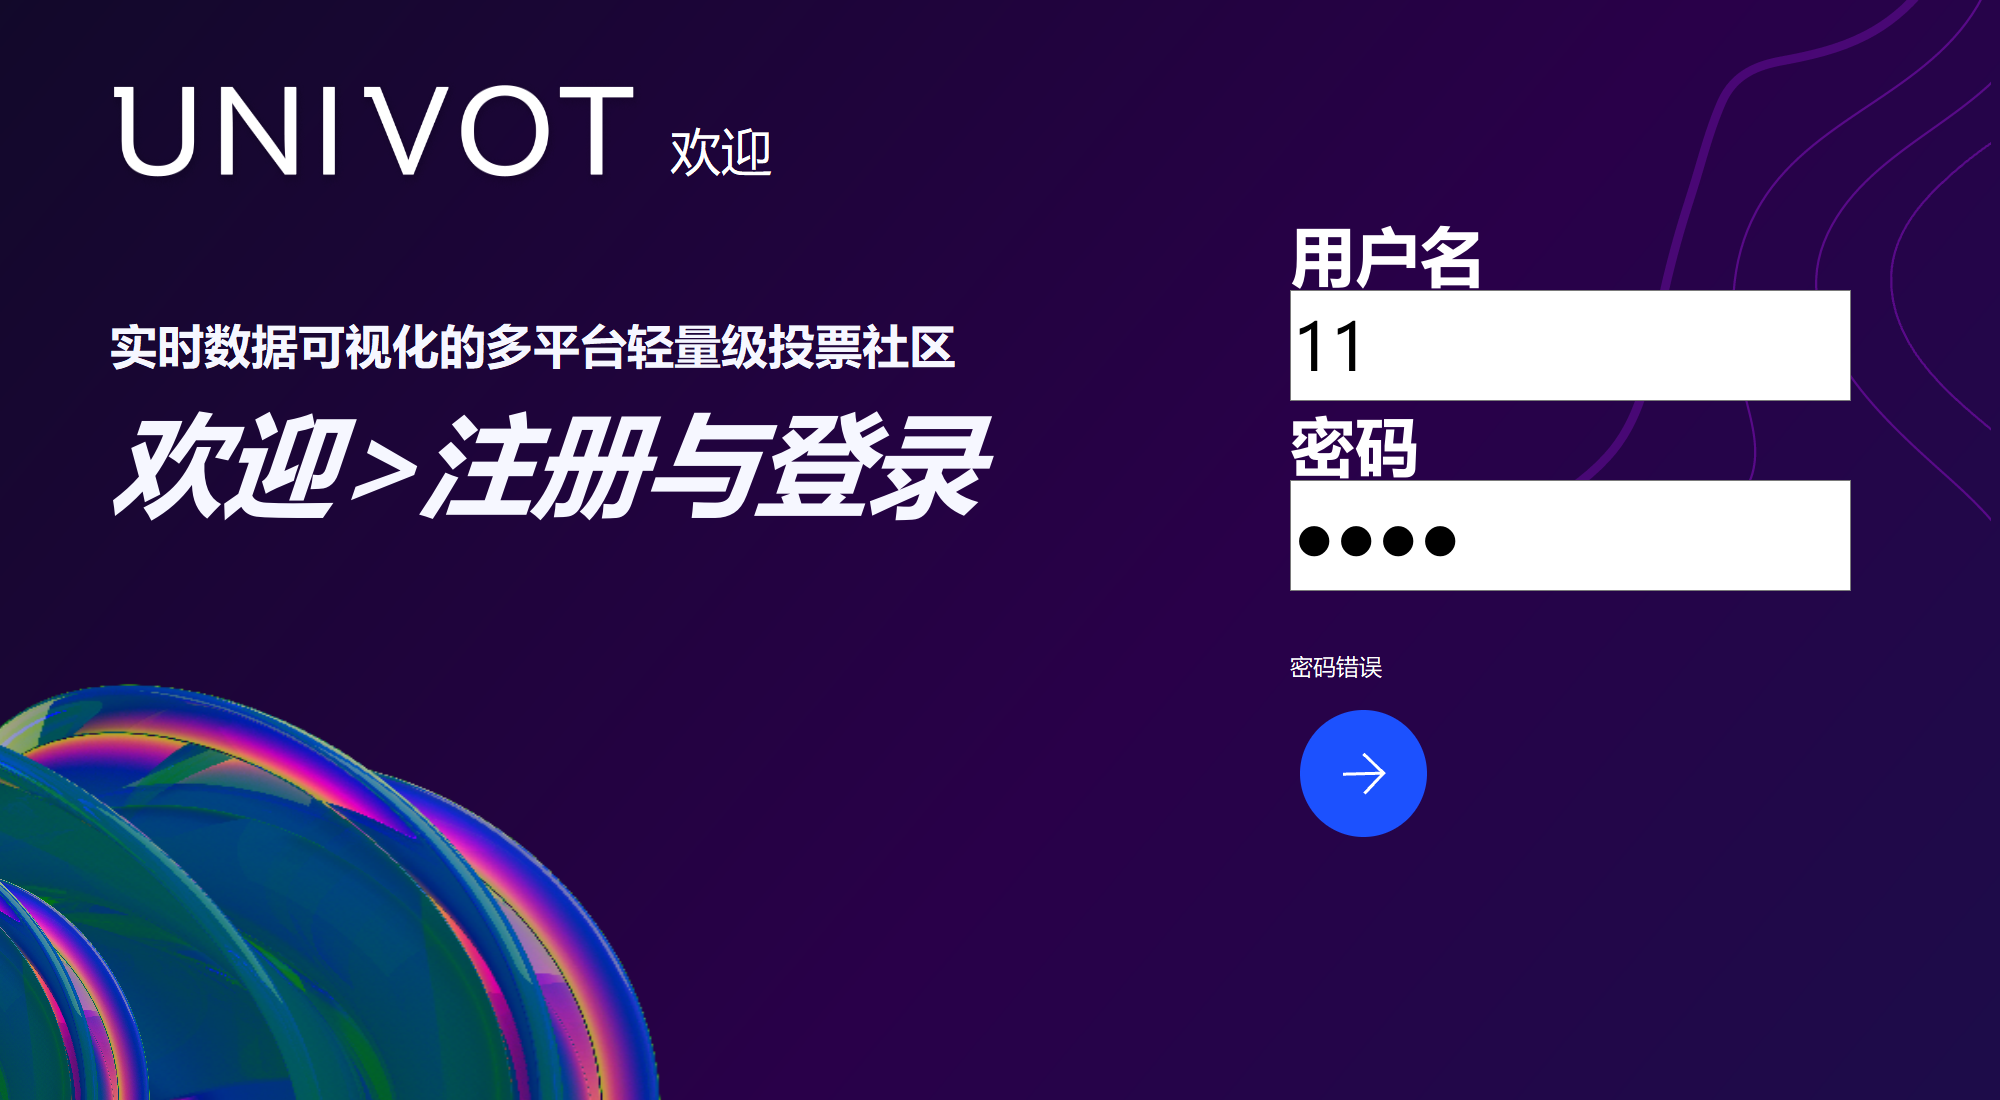 UNIVOT 欢迎
实时数据可视化的多平台轻量级投票社区
欢迎>注册与登录
用户名
11
密码
●●●●
密码错误